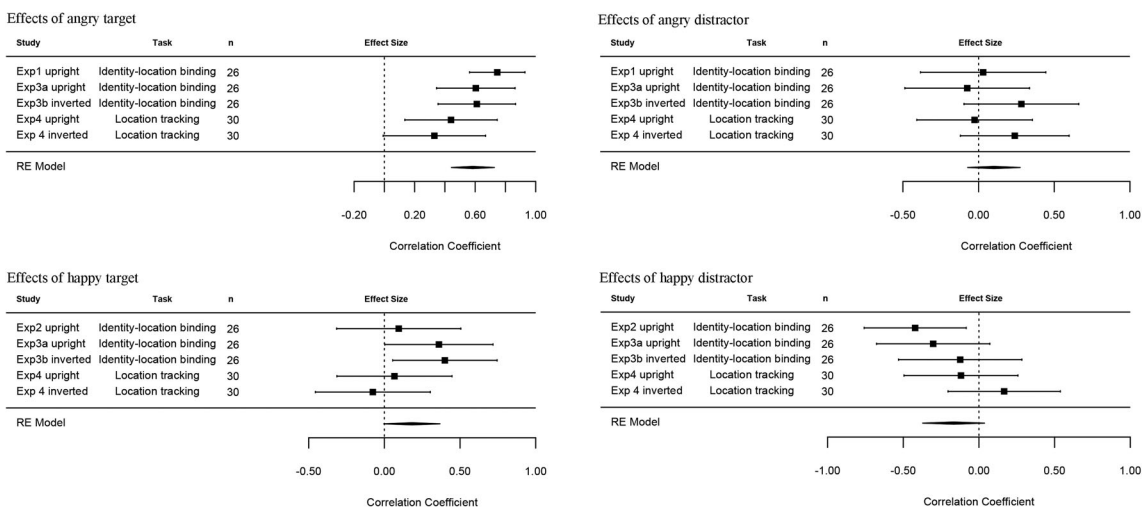 Effects of angry target
Study Task n Effect Size
Exp1 upright Identity-location binding 26
Exp3a upright Identity-location binding 26
Exp3b inverted Identity-location binding 26
Exp4 upright Location tracking 30
Exp 4 inverted Location tracking 30
RE Model
-0.20 0.20 0.60 1.00
Correlation Coefficient
Effects of angry distractor
Study Task n Effect Size
Exp1 upright Identity-location binding 26
Exp3a upright Identity-location binding 26
Exp3b inverted Identity-location binding 26
Exp4 upright Location tracking 30
Exp 4 inverted Location tracking 30
RE Model
-0.50 0.00 0.50 1.00
Correlation Coefficient
Effects of happy target
Study Task n Effect Size
Exp2 upright Identity-location binding 26
Exp3a upright Identity-location binding 26
Exp3b inverted Identity-location binding 26
Exp4 upright Location tracking 30
Exp 4 inverted Location tracking 30
RE Model
-0.50 0.00 0.50 1.00
Correlation Coefficient
Effects of happy distractor
Study Task n Effect Size
Exp2 upright Identity-location binding 26
Exp3a upright Identity-location binding 26
Exp3b inverted Identity-location binding 26
Exp4 upright Location tracking 30
Exp 4 inverted Location tracking 30
RE Model
-1.00 -0.50 0.00 0.50 1.00
Correlation Coefficient